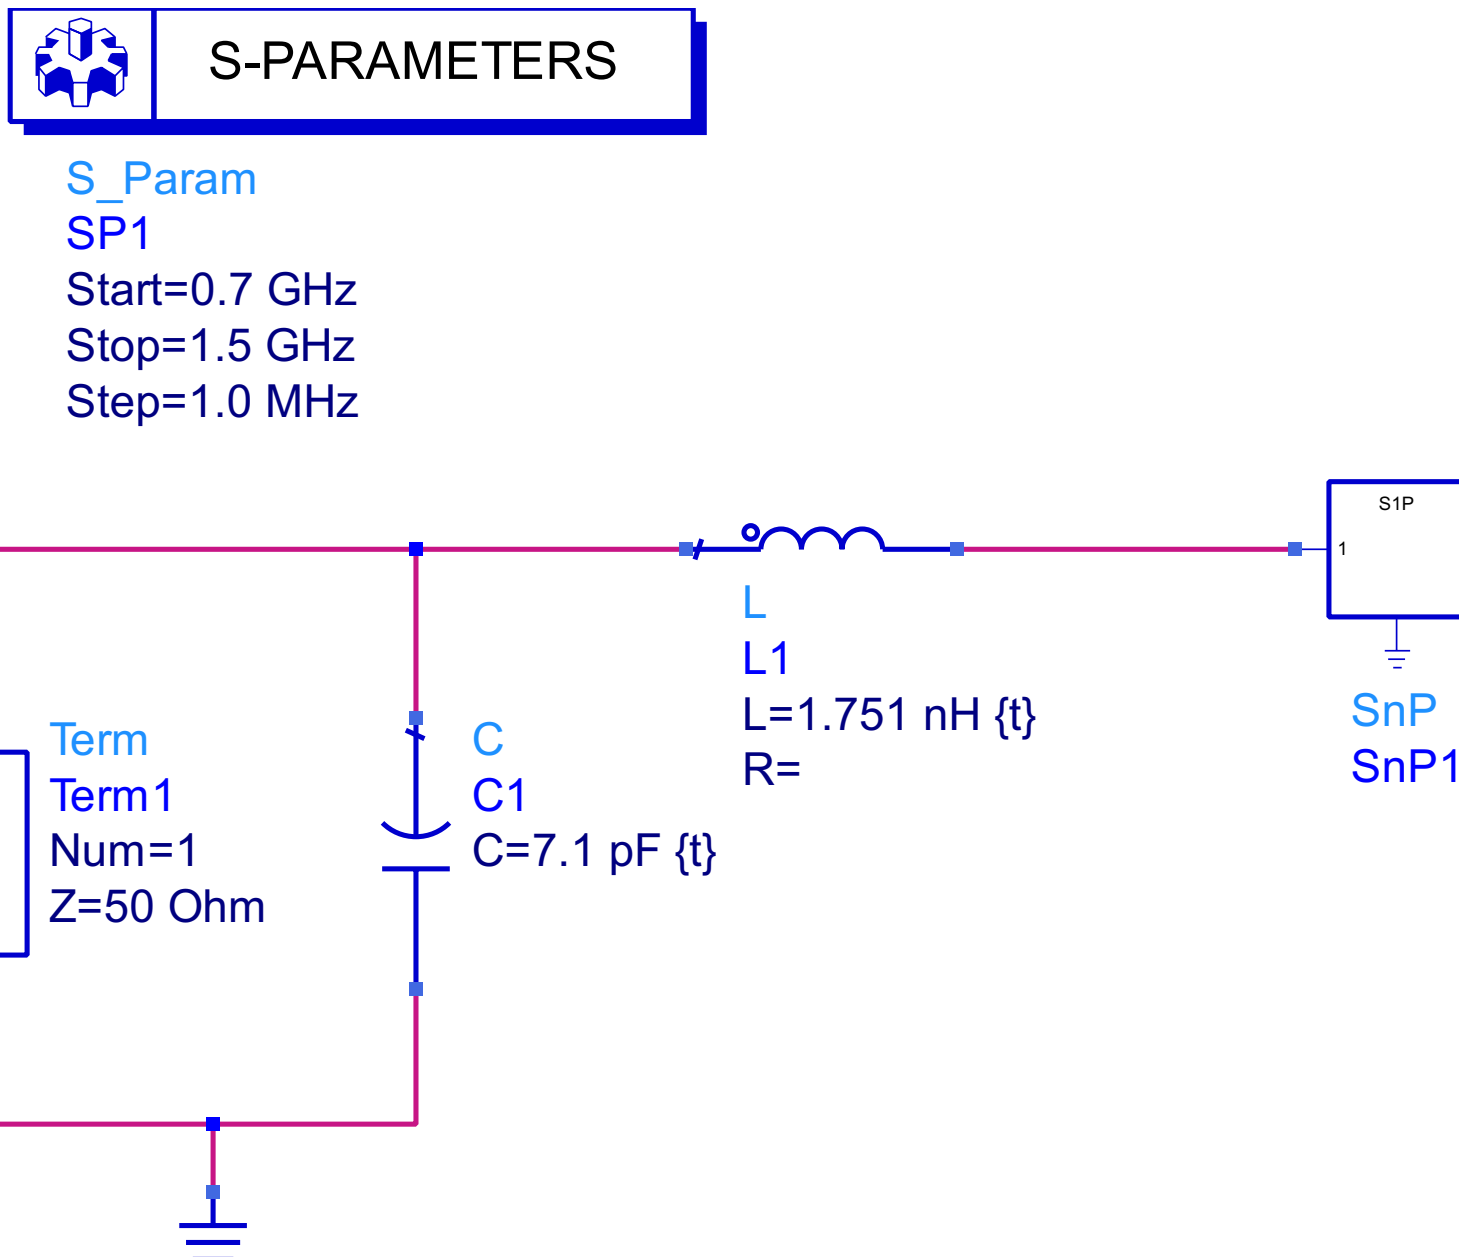 S-PARAMETERS
S_Param
SP1
Start=0.7 GHz
Stop=1.5 GHz
Step=1.0 MHz
S1P
1
L
L1
L=1.751 nH {t}
R=
SnP
SnP1
Term
Term1
Num=1
Z=50 Ohm
C
C1
C=7.1 pF {t}